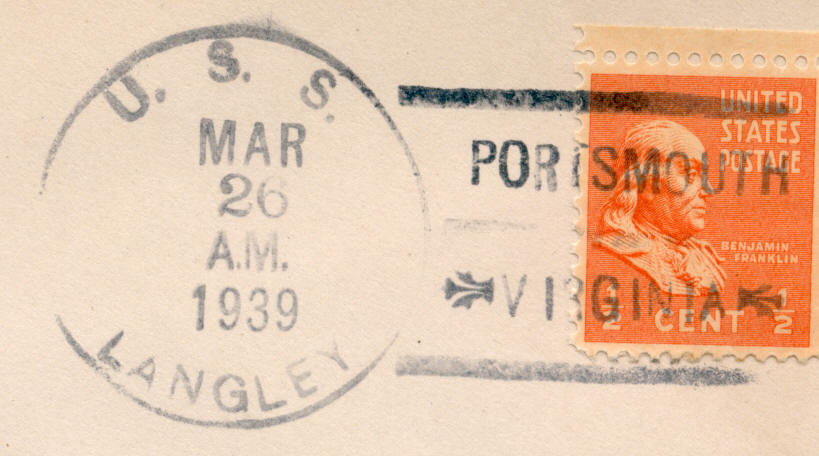 U. S. S.
MAR
26
A.M.
1939
LANGLEY
PORTSMOUTH
VIRGINIA
UNITED
STATES
POSTAGE
BENJAMIN
FRANKLIN
1/2 CENT 1/2